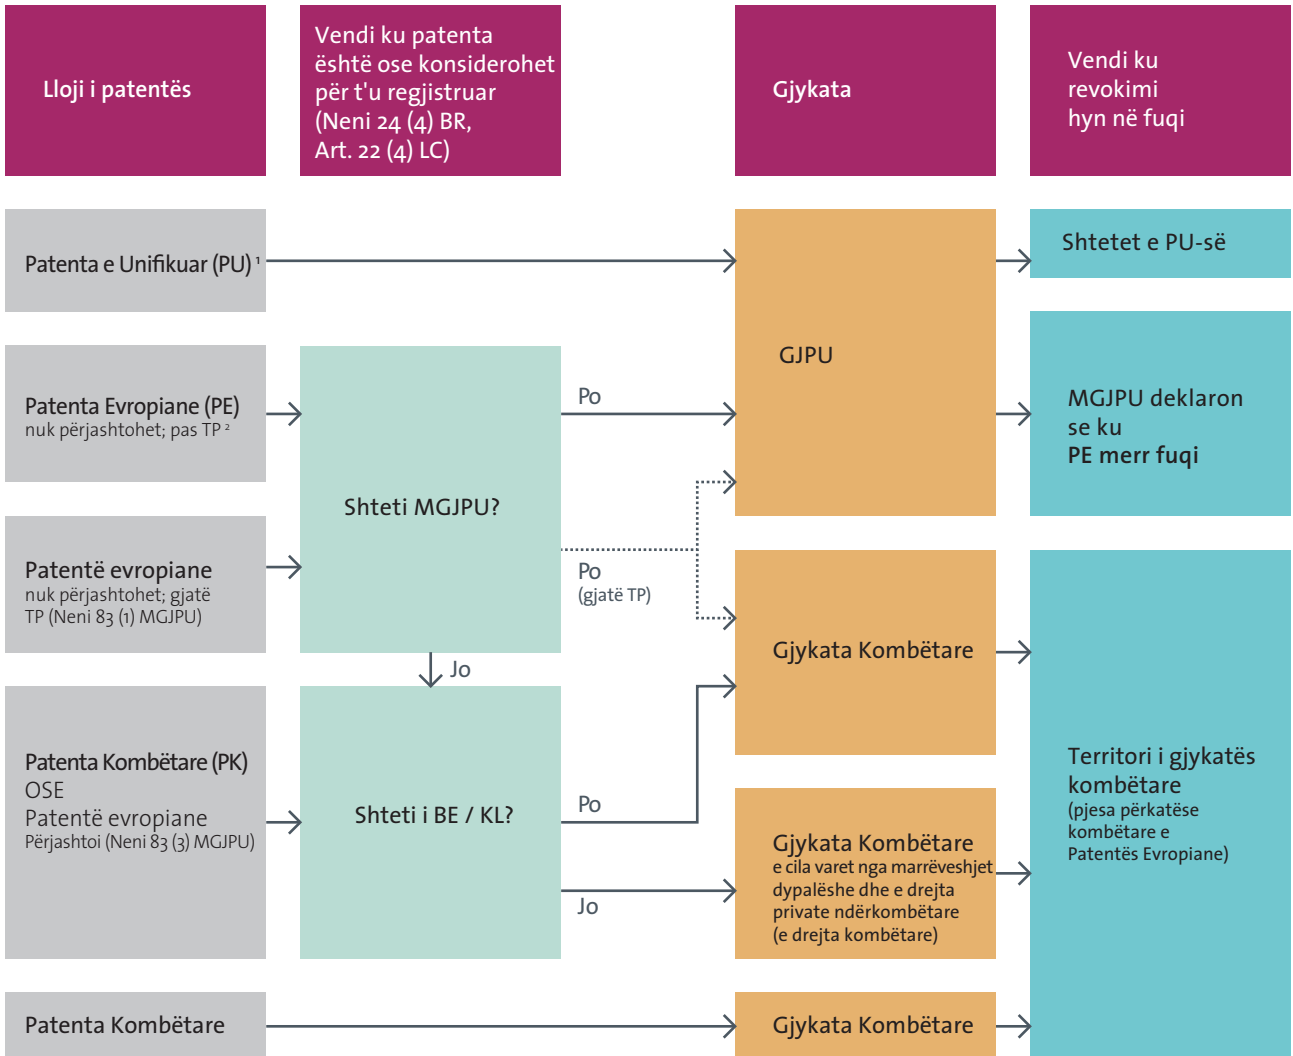 Lloji i patentës
Vendi ku patenta
është ose konsiderohet
për t'u regjistruar
(Neni 24 (4) BR,
Art. 22 (4) LC)
Gjykata
Vendi ku
revokimi
hyn në fuqi
Patenta e Unifikuar (PU) ¹
GJPU
Shtetet e PU-së
Patenta Evropiane (PE)
nuk përjashtohet; pas TP ²
Shteti MGJPU?
Po
MGJPU deklaron
se ku
PE merr fuqi
Patentë evropiane
nuk përjashtohet; gjatë
TP (Neni 83 (1) MGJPU)
Po
(gjatë TP)
Jo
Gjykata Kombëtare
Patenta Kombëtare (PK)
OSE
Patentë evropiane
Përjashtoi (Neni 83 (3) MGJPU)
Shteti i BE / KL?
Po
Jo
Gjykata Kombëtare
e cila varet nga marrëveshjet
dypalëshe dhe e drejta
private ndërkombëtare
(e drejta kombëtare)
Territori i gjykatës
kombëtare
(pjesa përkatëse
kombëtare e
Patentës Evropiane)
Patenta Kombëtare
Gjykata Kombëtare